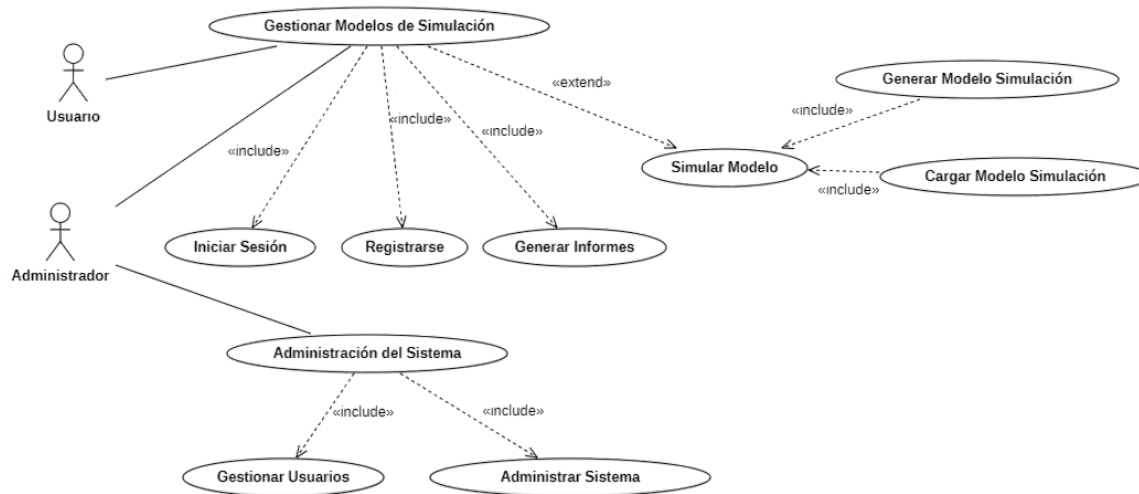 Gestionar Modelos de Simulación
Usuario
«extend»
Generar Modelo Simulación
«include»
«include»
«include»
«include»
Simular Modelo
Cargar Modelo Simulación
«include»
Administrador
Iniciar Sesión
Registrarse
Generar Informes
Administración del Sistema
«include»
«include»
Gestionar Usuarios
Administrar Sistema